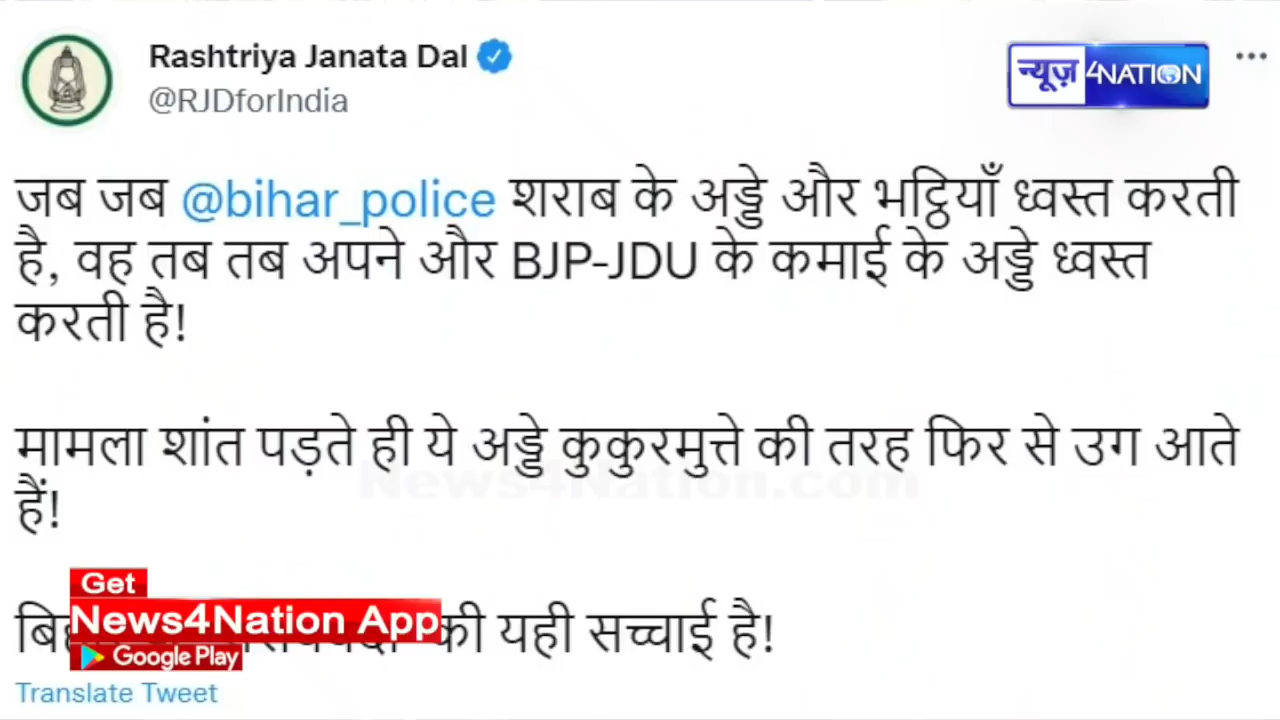 Rashtriya Janata Dal
@RJDforIndia
न्यूज़ 4NATION
जब जब @bihar_police शराब के अड्डे और भट्ठियाँ ध्वस्त करती
है, वह तब तब अपने और BJP-JDU के कमाई के अड्डे ध्वस्त
करती है!
मामला शांत पड़ते ही ये अड्डे कुकुरमुत्ते की तरह फिर से उग आते
हैं!
News4Nation.com
की यही सच्चाई है!
Get
News4Nation App
Google Play
Translate Tweet